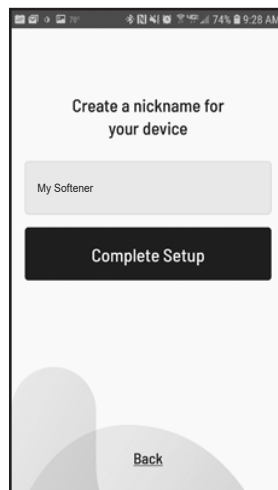 74% 9:28 AM
Create a nickname for
your device
My Softener
Complete Setup
Back